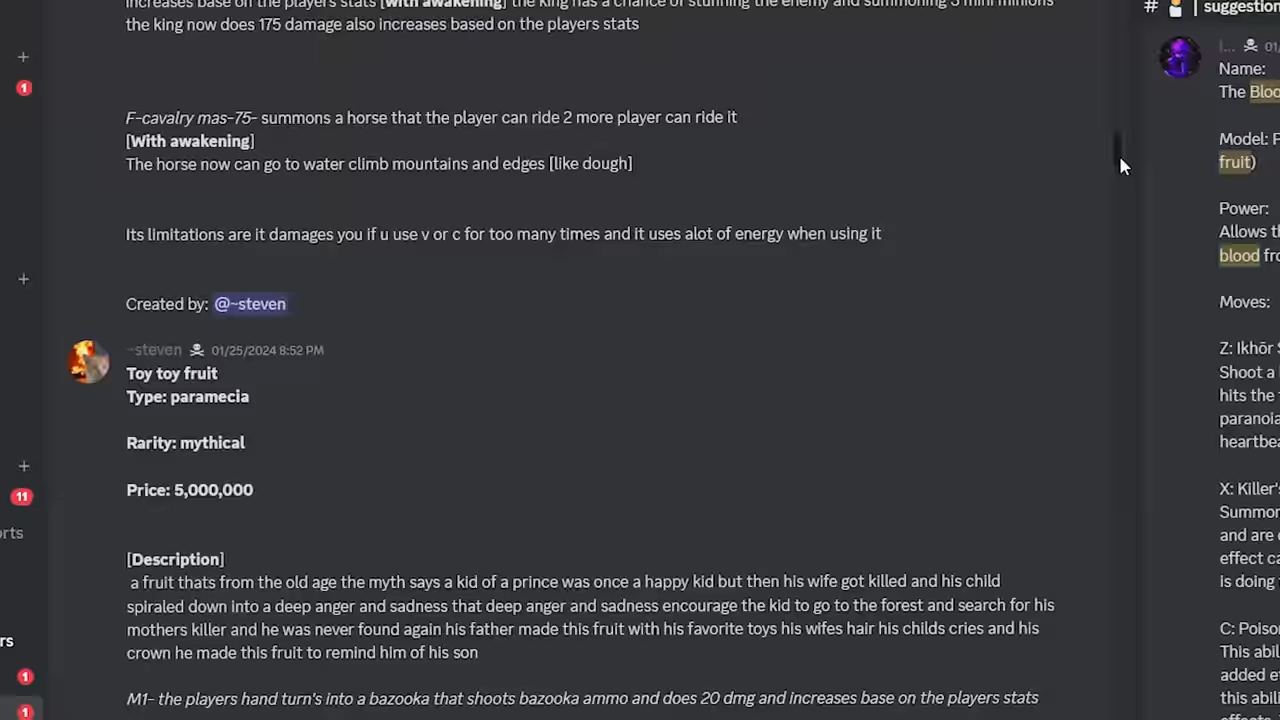 increases base on the players stats [with awakening] the king has a chance of stunning the enemy and summoning 3 mini minions
the king now does 175 damage also increases based on the players stats
1
F-cavalry mas-75- summons a horse that the player can ride 2 more player can ride it
[With awakening]
The horse now can go to water climb mountains and edges [like dough]
Its limitations are it damages you if u use v or c for too many times and it uses alot of energy when using it
Created by: @~steven
~steven 01/25/2024 8:52 PM
Toy toy fruit
Type: paramecia
Rarity: mythical
11
Price: 5,000,000
orts
[Description]
a fruit thats from the old age the myth says a kid of a prince was once a happy kid but then his wife got killed and his child
spiraled down into a deep anger and sadness that deep anger and sadness encourage the kid to go to the forest and search for his
mothers killer and he was never found again his father made this fruit with his favorite toys his wifes hair his childs cries and his
crown he made this fruit to remind him of his son
rs
1
M1- the players hand turn's into a bazooka that shoots bazooka ammo and does 20 dmg and increases base on the players stats
1
# | suggestion
I... 01/
Name:
The Bloo
Model: P
fruit)
Power:
Allows th
blood fro
Moves:
Z: Ikhōr S
Shoot a
hits the
paranoia
heartbea
X: Killer's
Summor
and are
effect ca
is doing
C: Poison
This abil
added ef
this abili